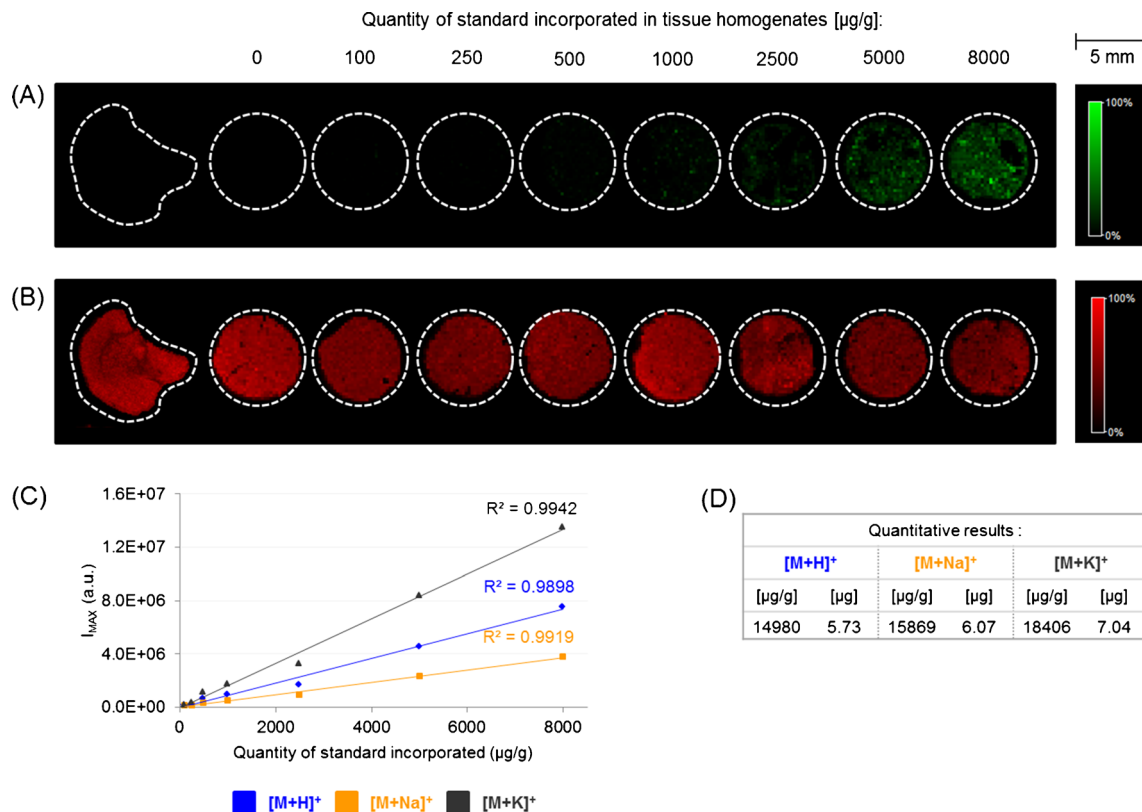 Quantity of standard incorporated in tissue homogenates [µg/g]:
0 100 250 500 1000 2500 5000 8000
5 mm
(A)
100%
0%
(B)
100%
0%
(C)
1.6E+07
1.2E+07
8.0E+06
4.0E+06
0.0E+00
I_MAX (a.u.)
R² = 0.9942
R² = 0.9898
R² = 0.9919
0 2000 4000 6000 8000
Quantity of standard incorporated (µg/g)
[M+H]⁺ [M+Na]⁺ [M+K]⁺
(D)
Quantitative results :
[M+H]⁺ [M+Na]⁺ [M+K]⁺
[µg/g] [µg] [µg/g] [µg] [µg/g] [µg]
14980 5.73 15869 6.07 18406 7.04